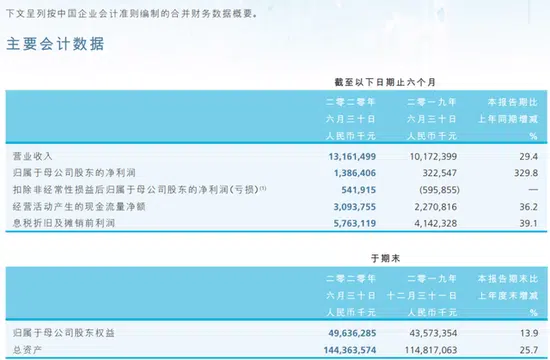 下文呈列按中国企业会计准则编制的合并财务数据概要。
主要会计数据
截至以下日期止六个月
二零二零年 二零一九年 本报告期比
六月三十日 六月三十日 上年同期增减
人民币千元 人民币千元 %
营业收入 13,161,499 10,172,399 29.4
归属于母公司股东的净利润 1,386,406 322,547 329.8
扣除非经常性损益后归属于母公司股东的净利润(亏损)(1) 541,915 (595,855) —
经营活动产生的现金流量净额 3,093,755 2,270,816 36.2
息税折旧及摊销前利润 5,763,119 4,142,328 39.1
于期末
二零二零年 二零一九年 本报告期末比
六月三十日 十二月三十一日 上年度末增减
人民币千元 人民币千元 %
归属于母公司股东权益 49,636,285 43,573,354 13.9
总资产 144,363,574 114,817,063 25.7